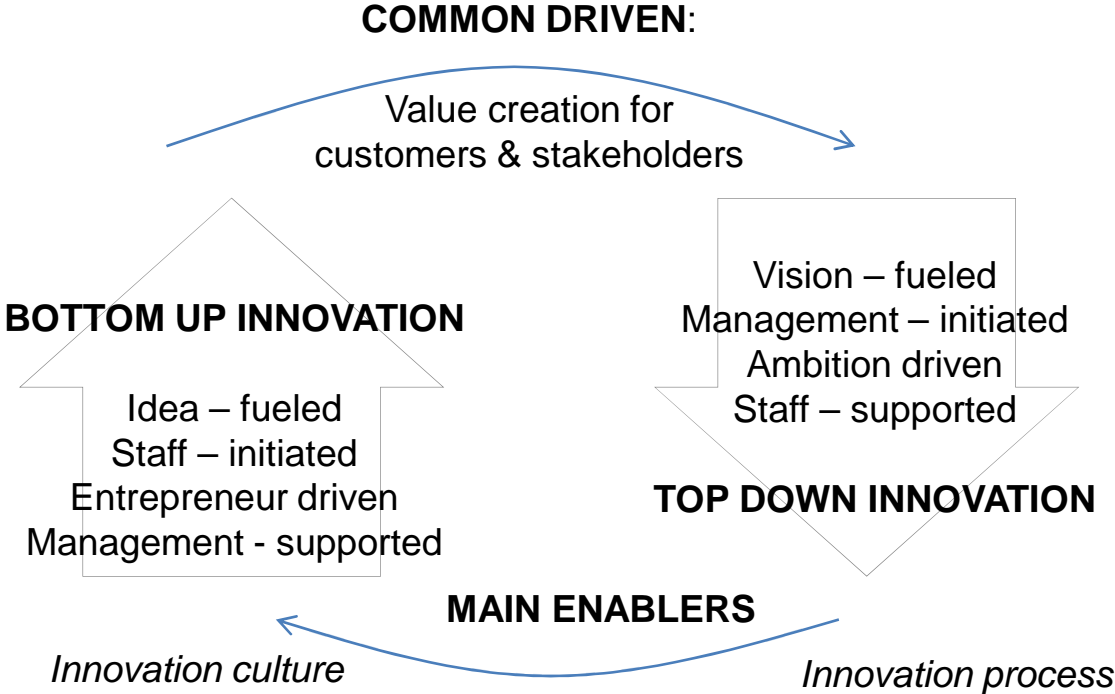 COMMON DRIVEN:
Value creation for
customers & stakeholders
BOTTOM UP INNOVATION
Idea – fueled
Staff – initiated
Entrepreneur driven
Management - supported
Vision – fueled
Management – initiated
Ambition driven
Staff – supported
TOP DOWN INNOVATION
MAIN ENABLERS
Innovation culture
Innovation process